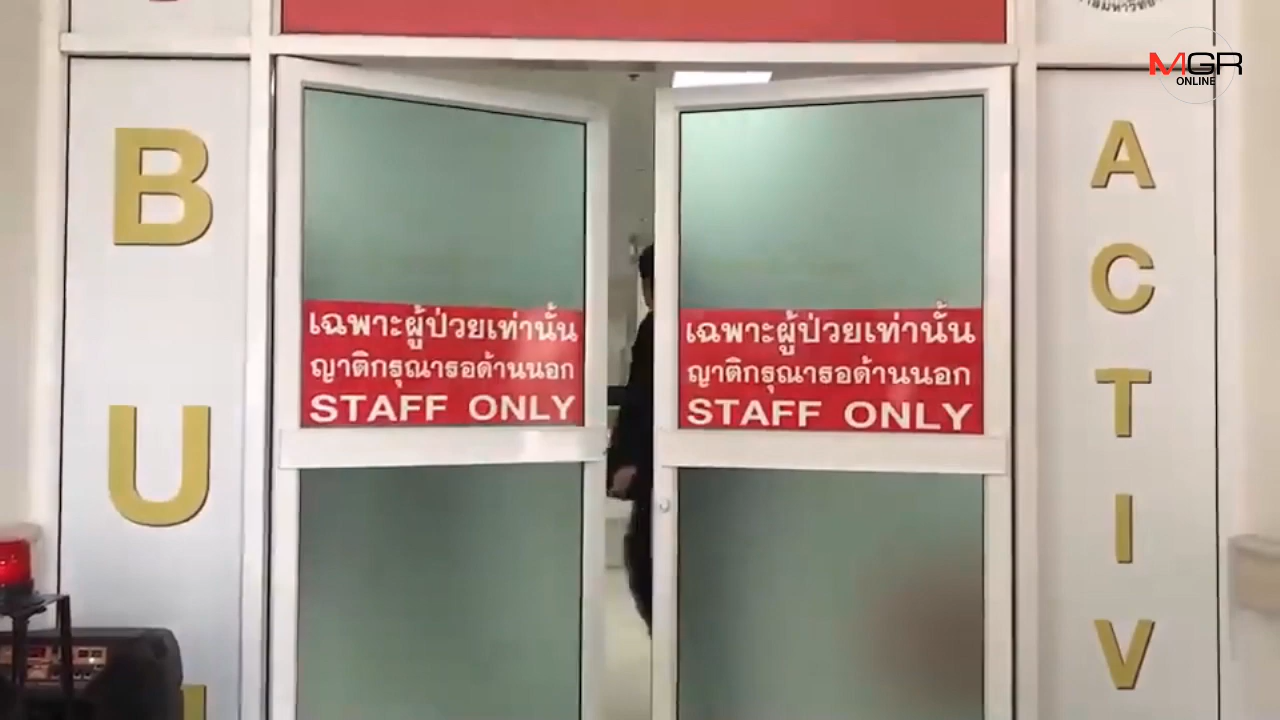 MGR
ONLINE
B
U
เฉพาะผู้ป่วยเท่านั้น
ญาติกรุณารอด้านนอก
STAFF ONLY
เฉพาะผู้ป่วยเท่านั้น
ญาติกรุณารอด้านนอก
STAFF ONLY
A
C
T
I
V